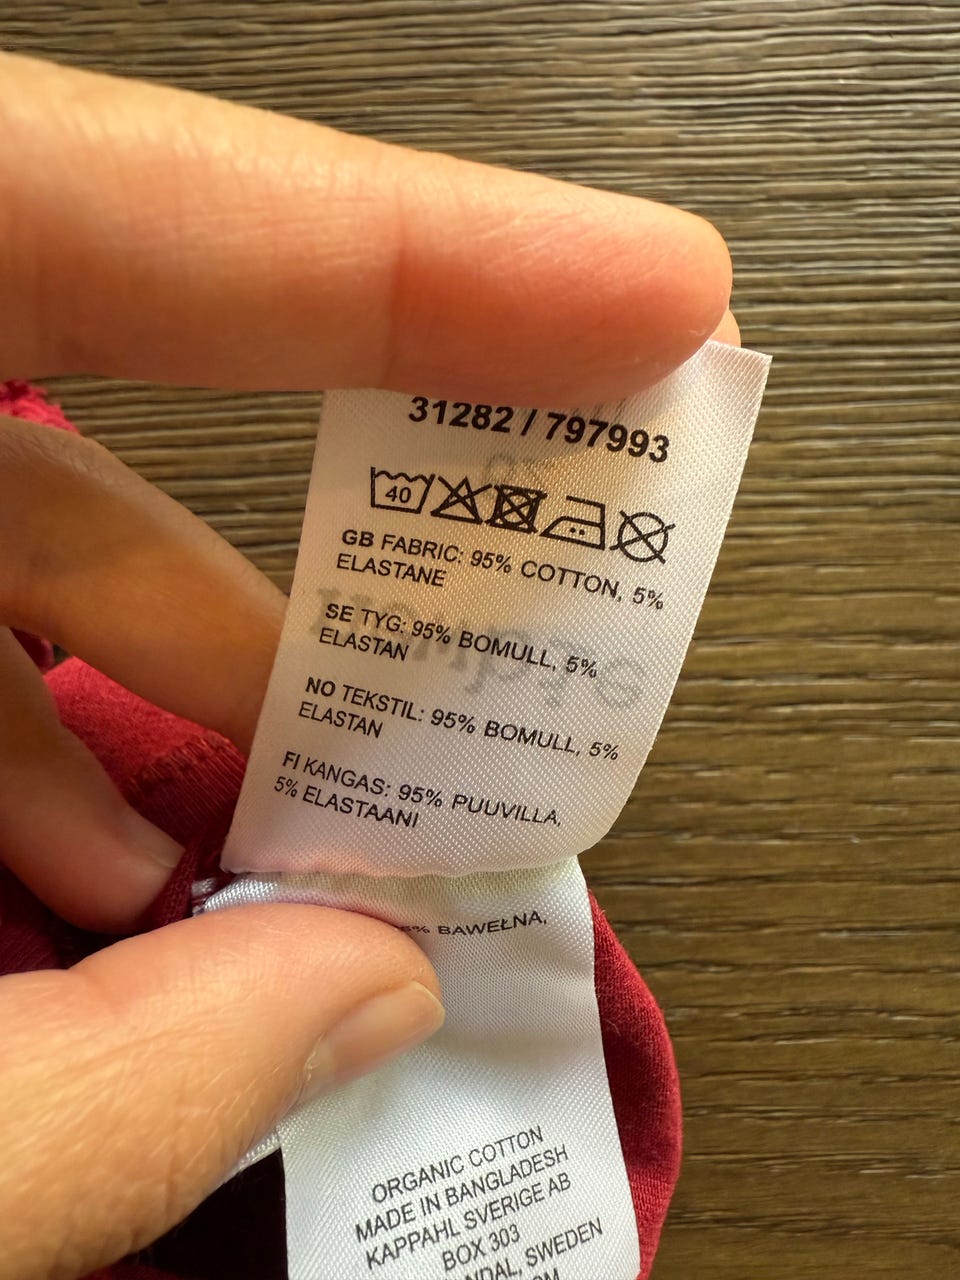 31282 / 797993
40
GB FABRIC: 95% COTTON, 5%
ELASTANE
SE TYG: 95% BOMULL, 5%
ELASTAN
NO TEKSTIL: 95% BOMULL, 5%
ELASTAN
FI KANGAS: 95% PUUVILLA,
5% ELASTAANI
BAWEŁNA,
ORGANIC COTTON
MADE IN BANGLADESH
KAPPAHL SVERIGE AB
BOX 303
SWEDEN